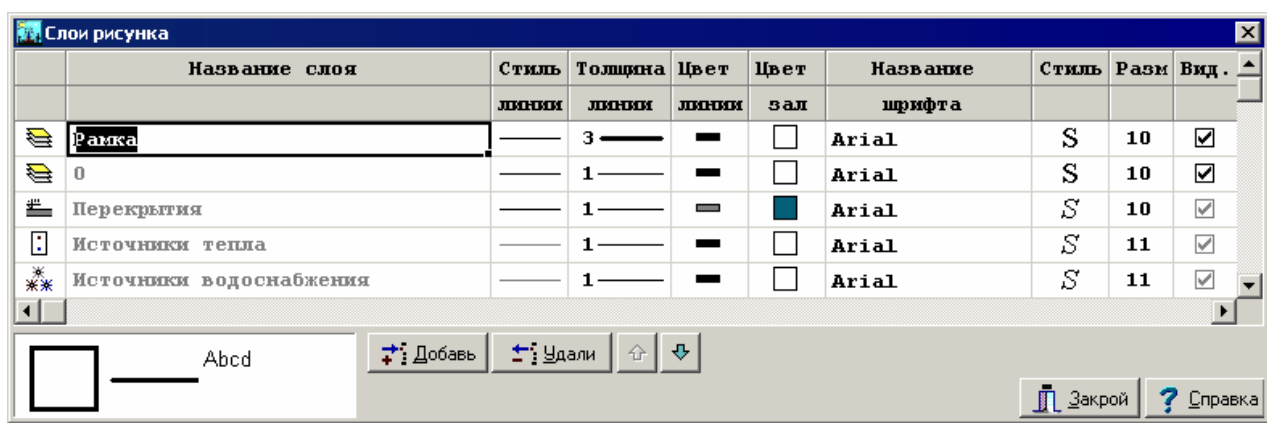 Слои рисунка
Название слоя Стиль Толщина Цвет Цвет Название Стиль Разм Вид.
линии линии линии зал шрифта
Рамка 3 Arial S 10
0 1 Arial S 10
Перекрытия 1 Arial S 10
Источники тепла 1 Arial S 11
Источники водоснабжения 1 Arial S 11
Abcd Добавь Удали
Закрой ? Справка